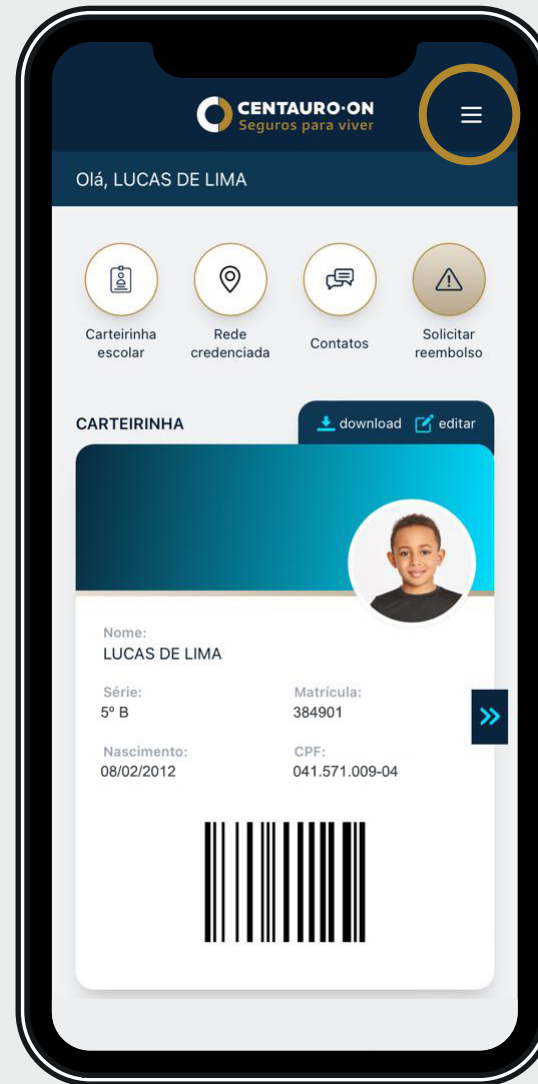 CENTAURO·ON
Seguros para viver
Olá, LUCAS DE LIMA
Carteirinha
escolar
Rede
credenciada
Contatos
Solicitar
reembolso
CARTEIRINHA
download
editar
Nome:
LUCAS DE LIMA
Série:
5º B
Matrícula:
384901
Nascimento:
08/02/2012
CPF:
041.571.009-04